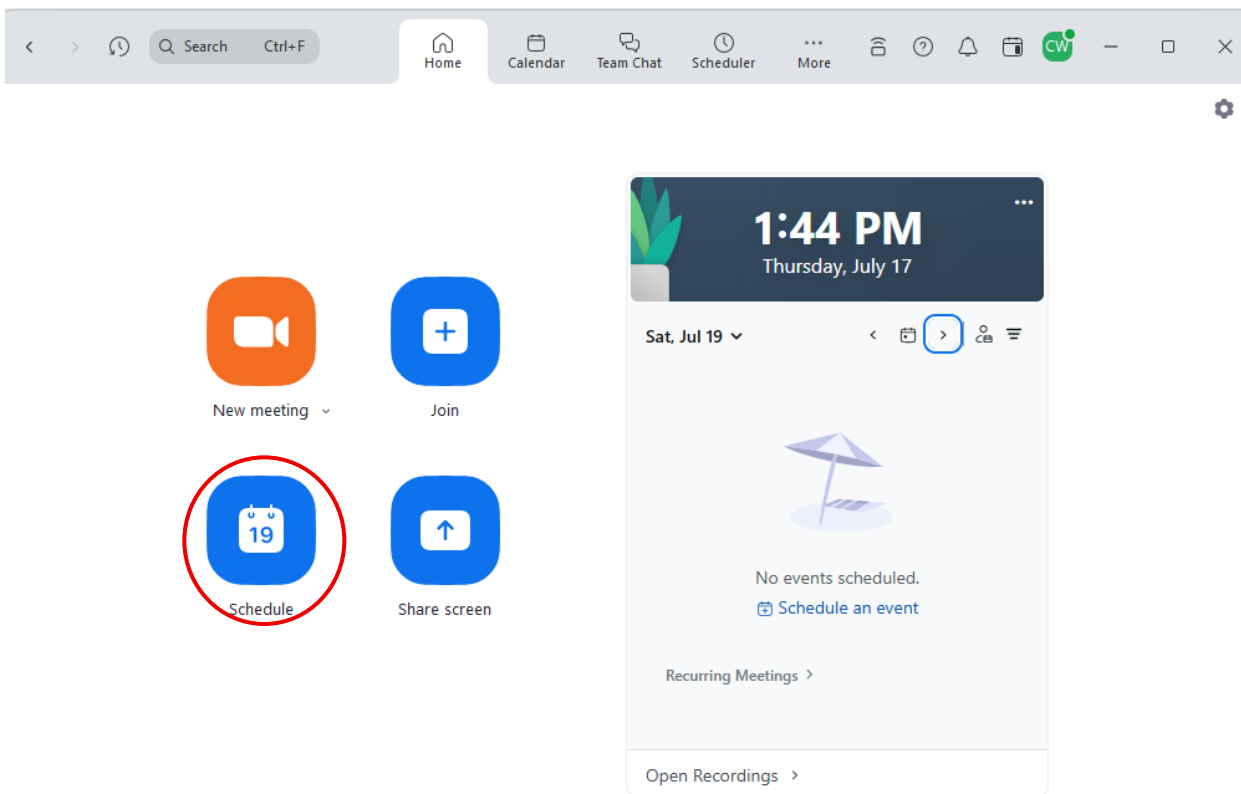 Search Ctrl+F
Home
Calendar
Team Chat
Scheduler
More
CW
1:44 PM
Thursday, July 17
Sat, Jul 19
New meeting
Join
19
Schedule
Share screen
No events scheduled.
Schedule an event
Recurring Meetings
Open Recordings